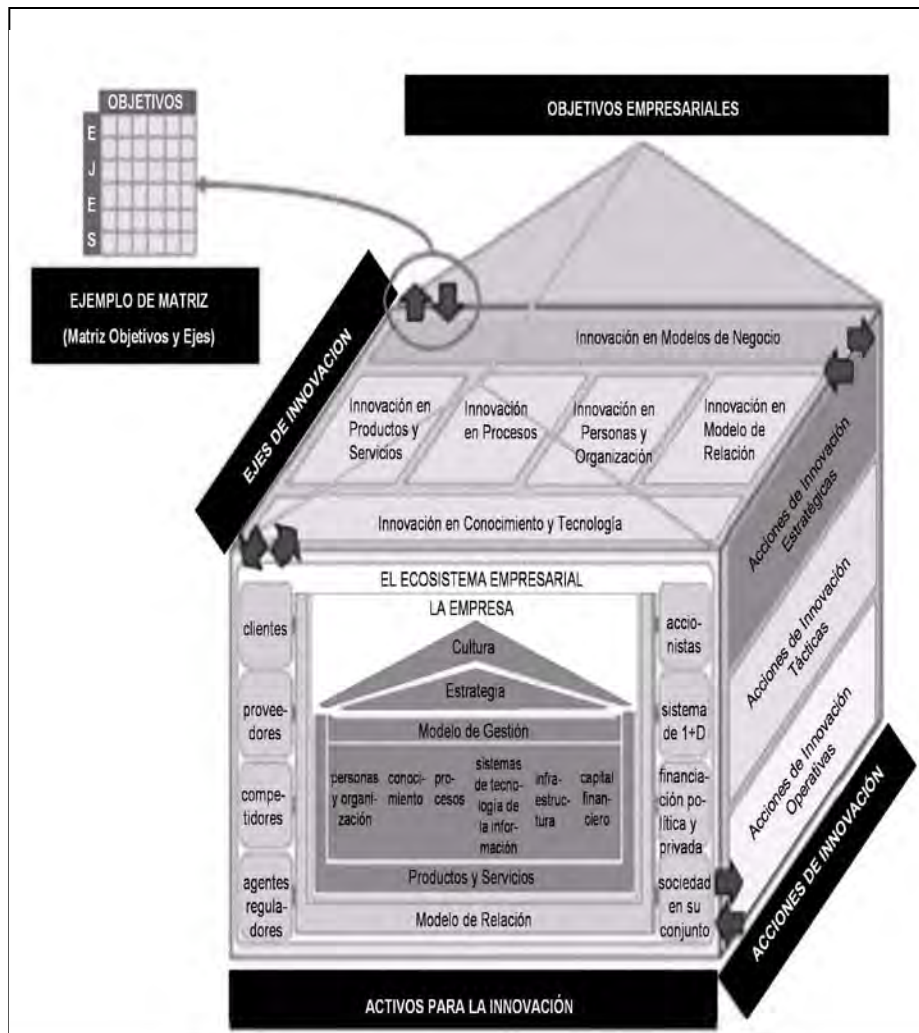 OBJETIVOS
E
J
E
S
EJEMPLO DE MATRIZ
(Matriz Objetivos y Ejes)
OBJETIVOS EMPRESARIALES
EJES DE INNOVACION
Innovación en Modelos de Negocio
Innovación en
Productos y
Servicios
Innovación
en Procesos
Innovación en
Personas y
Organización
Innovación en
Modelo de
Relación
Innovación en Conocimiento y Tecnología
Acciones de Innovación
Estratégicas
Acciones de Innovación
Tácticas
Acciones de Innovación
Operativas
ACCIONES DE INNOVACIÓN
EL ECOSISTEMA EMPRESARIAL
LA EMPRESA
clientes
provee-
dores
compe-
tidores
agentes
regula-
dores
Cultura
Estrategia
Modelo de Gestión
personas
y organi-
zación
conoci-
miento
pro-
cesos
sistemas
de tecno-
logía de
la infor-
mación
infra-
estruc-
tura
capital
finan-
ciero
Productos y Servicios
Modelo de Relación
accio-
nistas
sistema
de 1+D
financia-
ción po-
lítica y
privada
sociedad
en su
conjunto
ACTIVOS PARA LA INNOVACIÓN